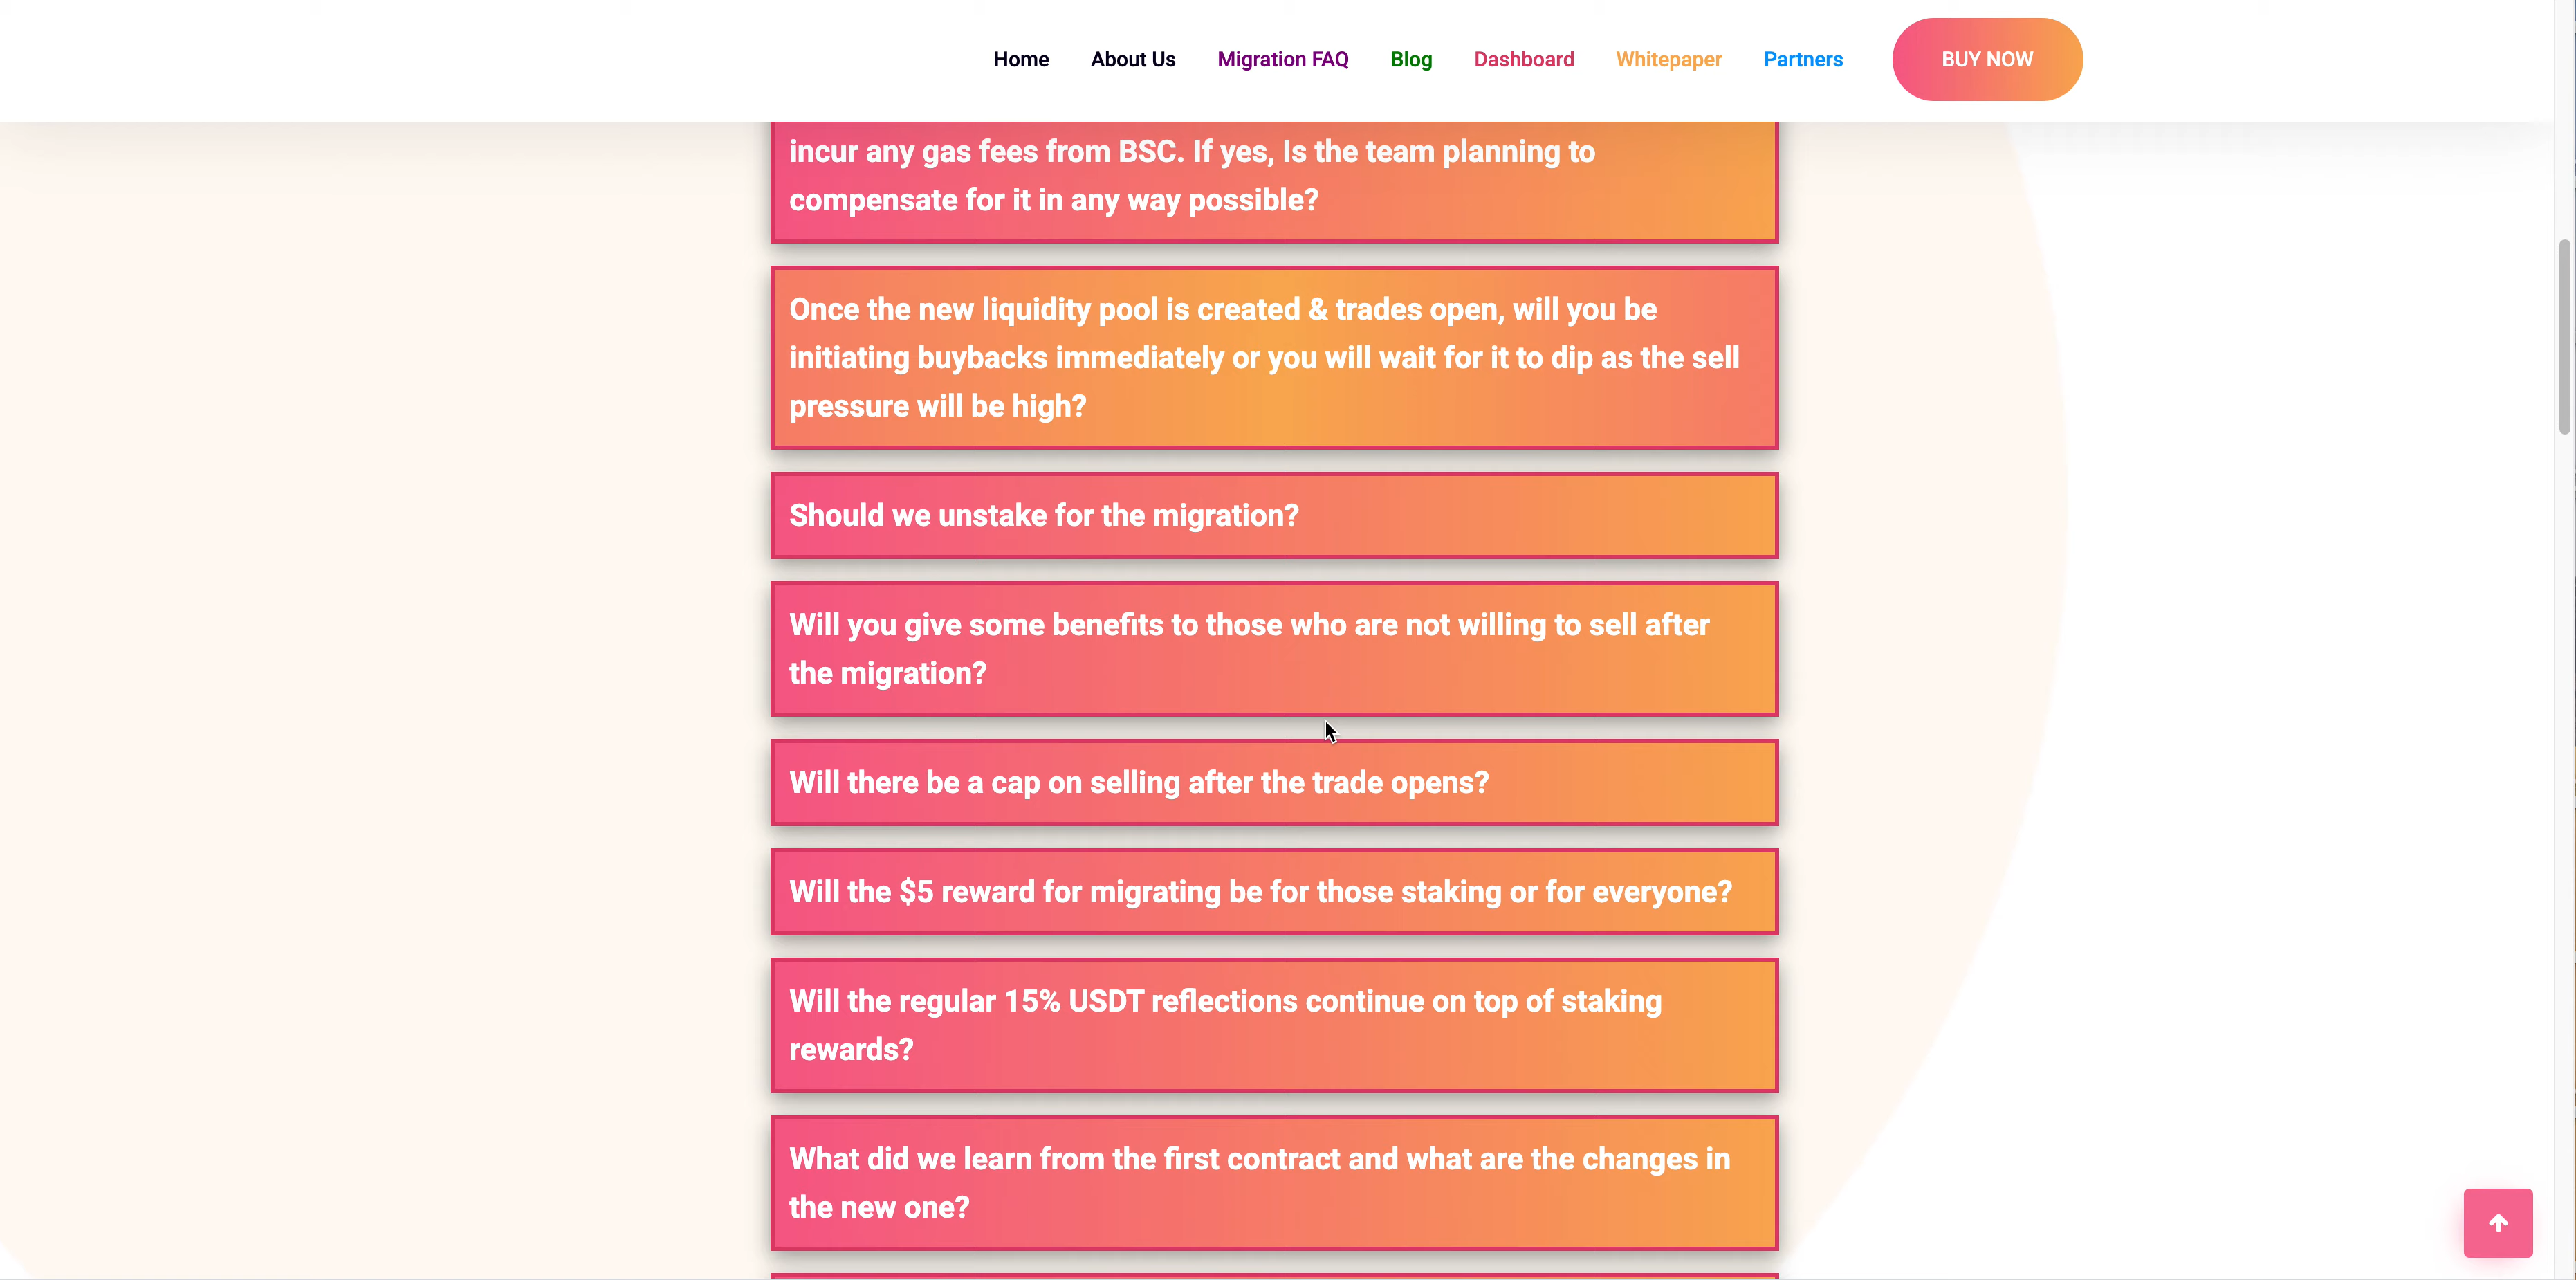 Home About Us Migration FAQ Blog Dashboard Whitepaper Partners BUY NOW
incur any gas fees from BSC. If yes, Is the team planning to
compensate for it in any way possible?
Once the new liquidity pool is created & trades open, will you be
initiating buybacks immediately or you will wait for it to dip as the sell
pressure will be high?
Should we unstake for the migration?
Will you give some benefits to those who are not willing to sell after
the migration?
Will there be a cap on selling after the trade opens?
Will the $5 reward for migrating be for those staking or for everyone?
Will the regular 15% USDT reflections continue on top of staking
rewards?
What did we learn from the first contract and what are the changes in
the new one?